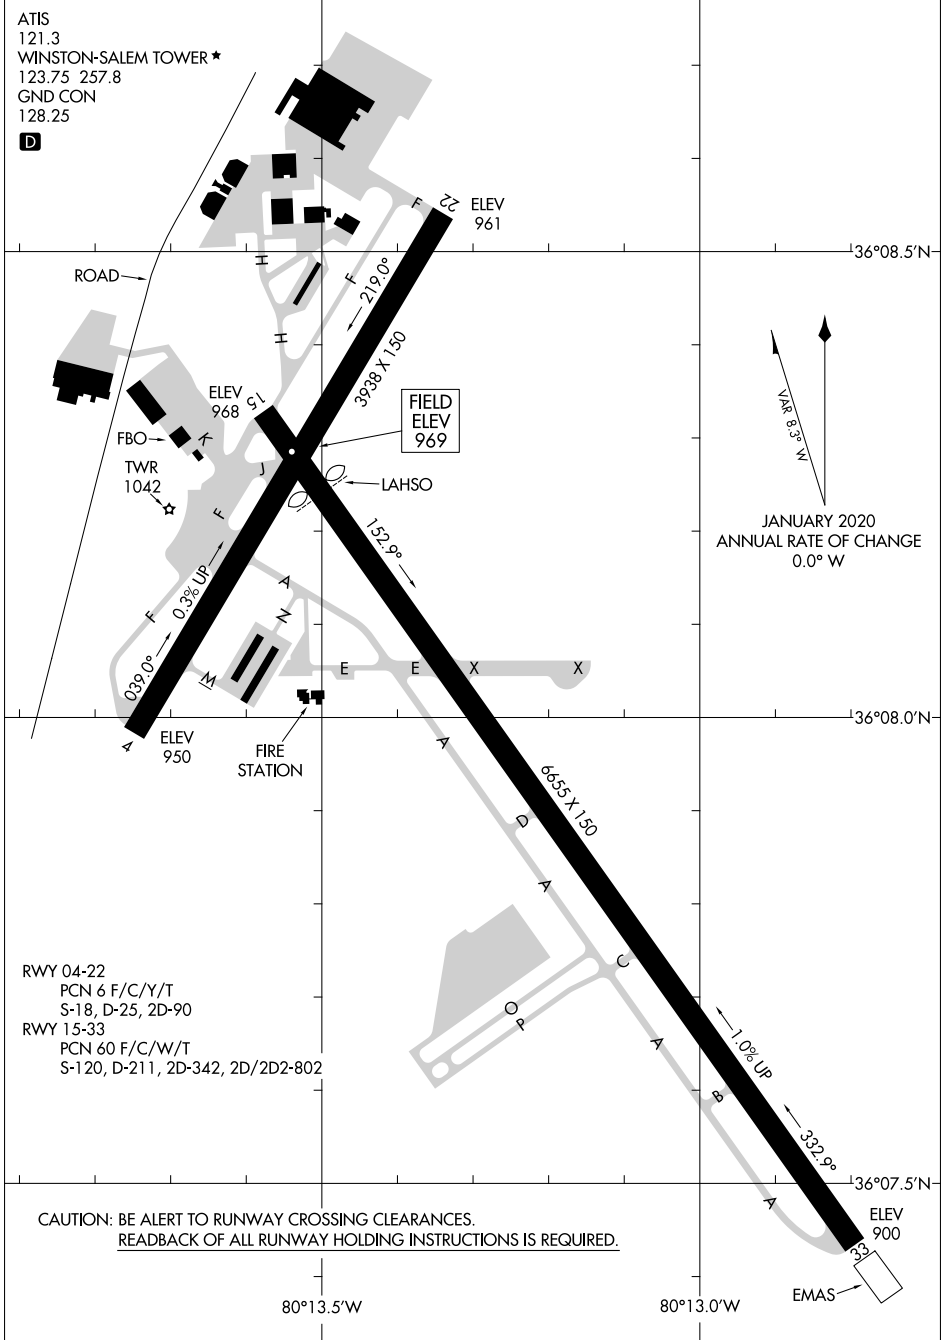 ATIS
121.3
WINSTON-SALEM TOWER ★
123.75 257.8
GND CON
128.25
D
F
22
ELEV
961
36°08.5'N
H
F
219.0°
ROAD
H
3938 X 150
ELEV
968
15
FIELD
ELEV
969
VAR 8.3° W
FBO
K
J
TWR
1042
LAHSO
F
152.9°
JANUARY 2020
ANNUAL RATE OF CHANGE
0.0° W
0.3% UP
A
F
N
039.0°
M
E
E
X
X
4
ELEV
950
FIRE
STATION
A
36°08.0'N
6655 X 150
D
A
C
RWY 04-22
PCN 6 F/C/Y/T
S-18, D-25, 2D-90
RWY 15-33
PCN 60 F/C/W/T
S-120, D-211, 2D-342, 2D/2D2-802
O
P
A
1.0% UP
B
332.9°
36°07.5'N
A
CAUTION: BE ALERT TO RUNWAY CROSSING CLEARANCES.
READBACK OF ALL RUNWAY HOLDING INSTRUCTIONS IS REQUIRED.
ELEV
900
33
EMAS
80°13.5'W
80°13.0'W